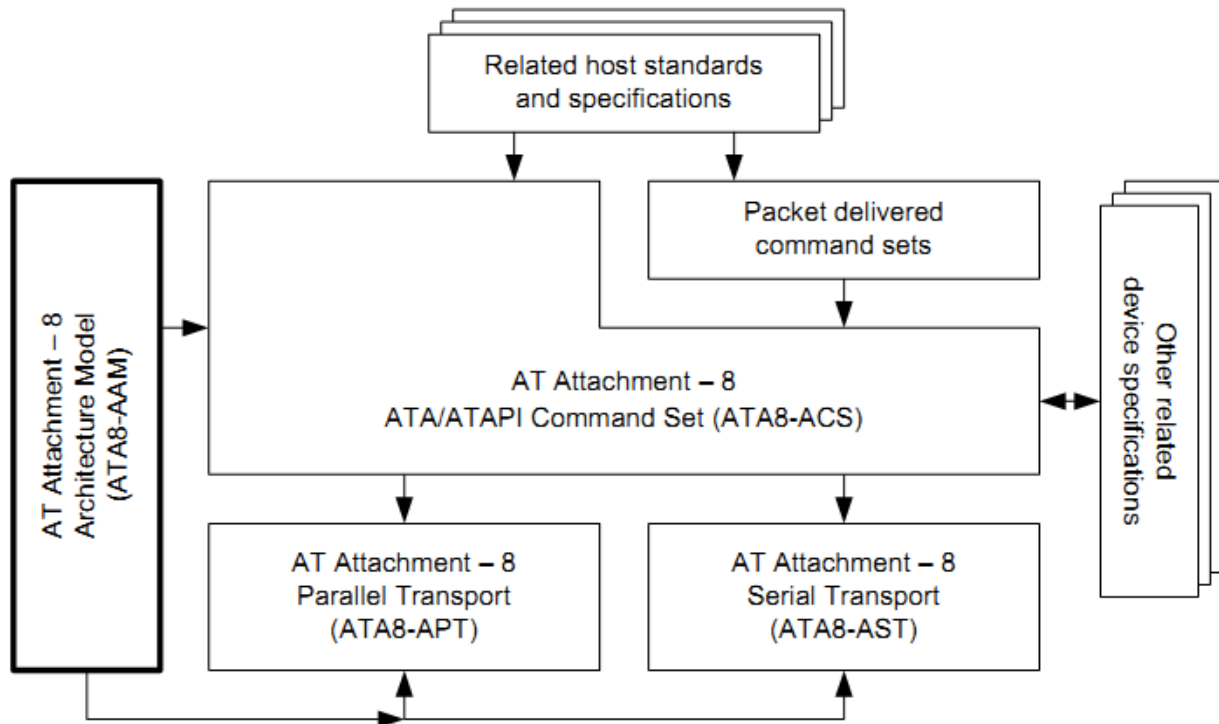 Related host standards
and specifications
Packet delivered
command sets
AT Attachment – 8
Architecture Model
(ATA8-AAM)
AT Attachment – 8
ATA/ATAPI Command Set (ATA8-ACS)
Other related
device specifications
AT Attachment – 8
Parallel Transport
(ATA8-APT)
AT Attachment – 8
Serial Transport
(ATA8-AST)